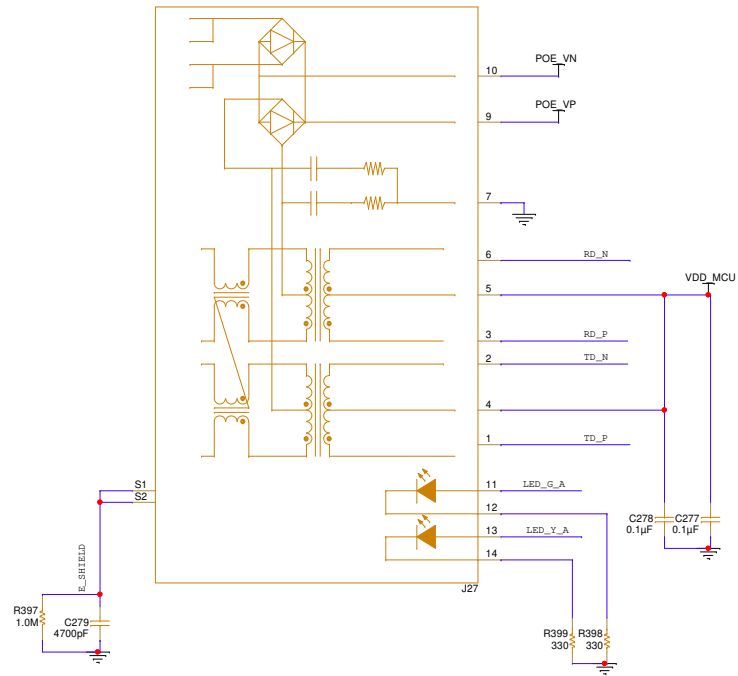 POE_VN
10
POE_VP
9
7
6
RD_N
VDD_MCU
5
3
RD_P
2
TD_N
4
1
TD_P
S1
S2
11
LED_G_A
12
13
LED_Y_A
14
C278
0.1µF
C277
0.1µF
E_SHIELD
J27
R397
1.0M
C279
4700pF
R399
330
R398
330